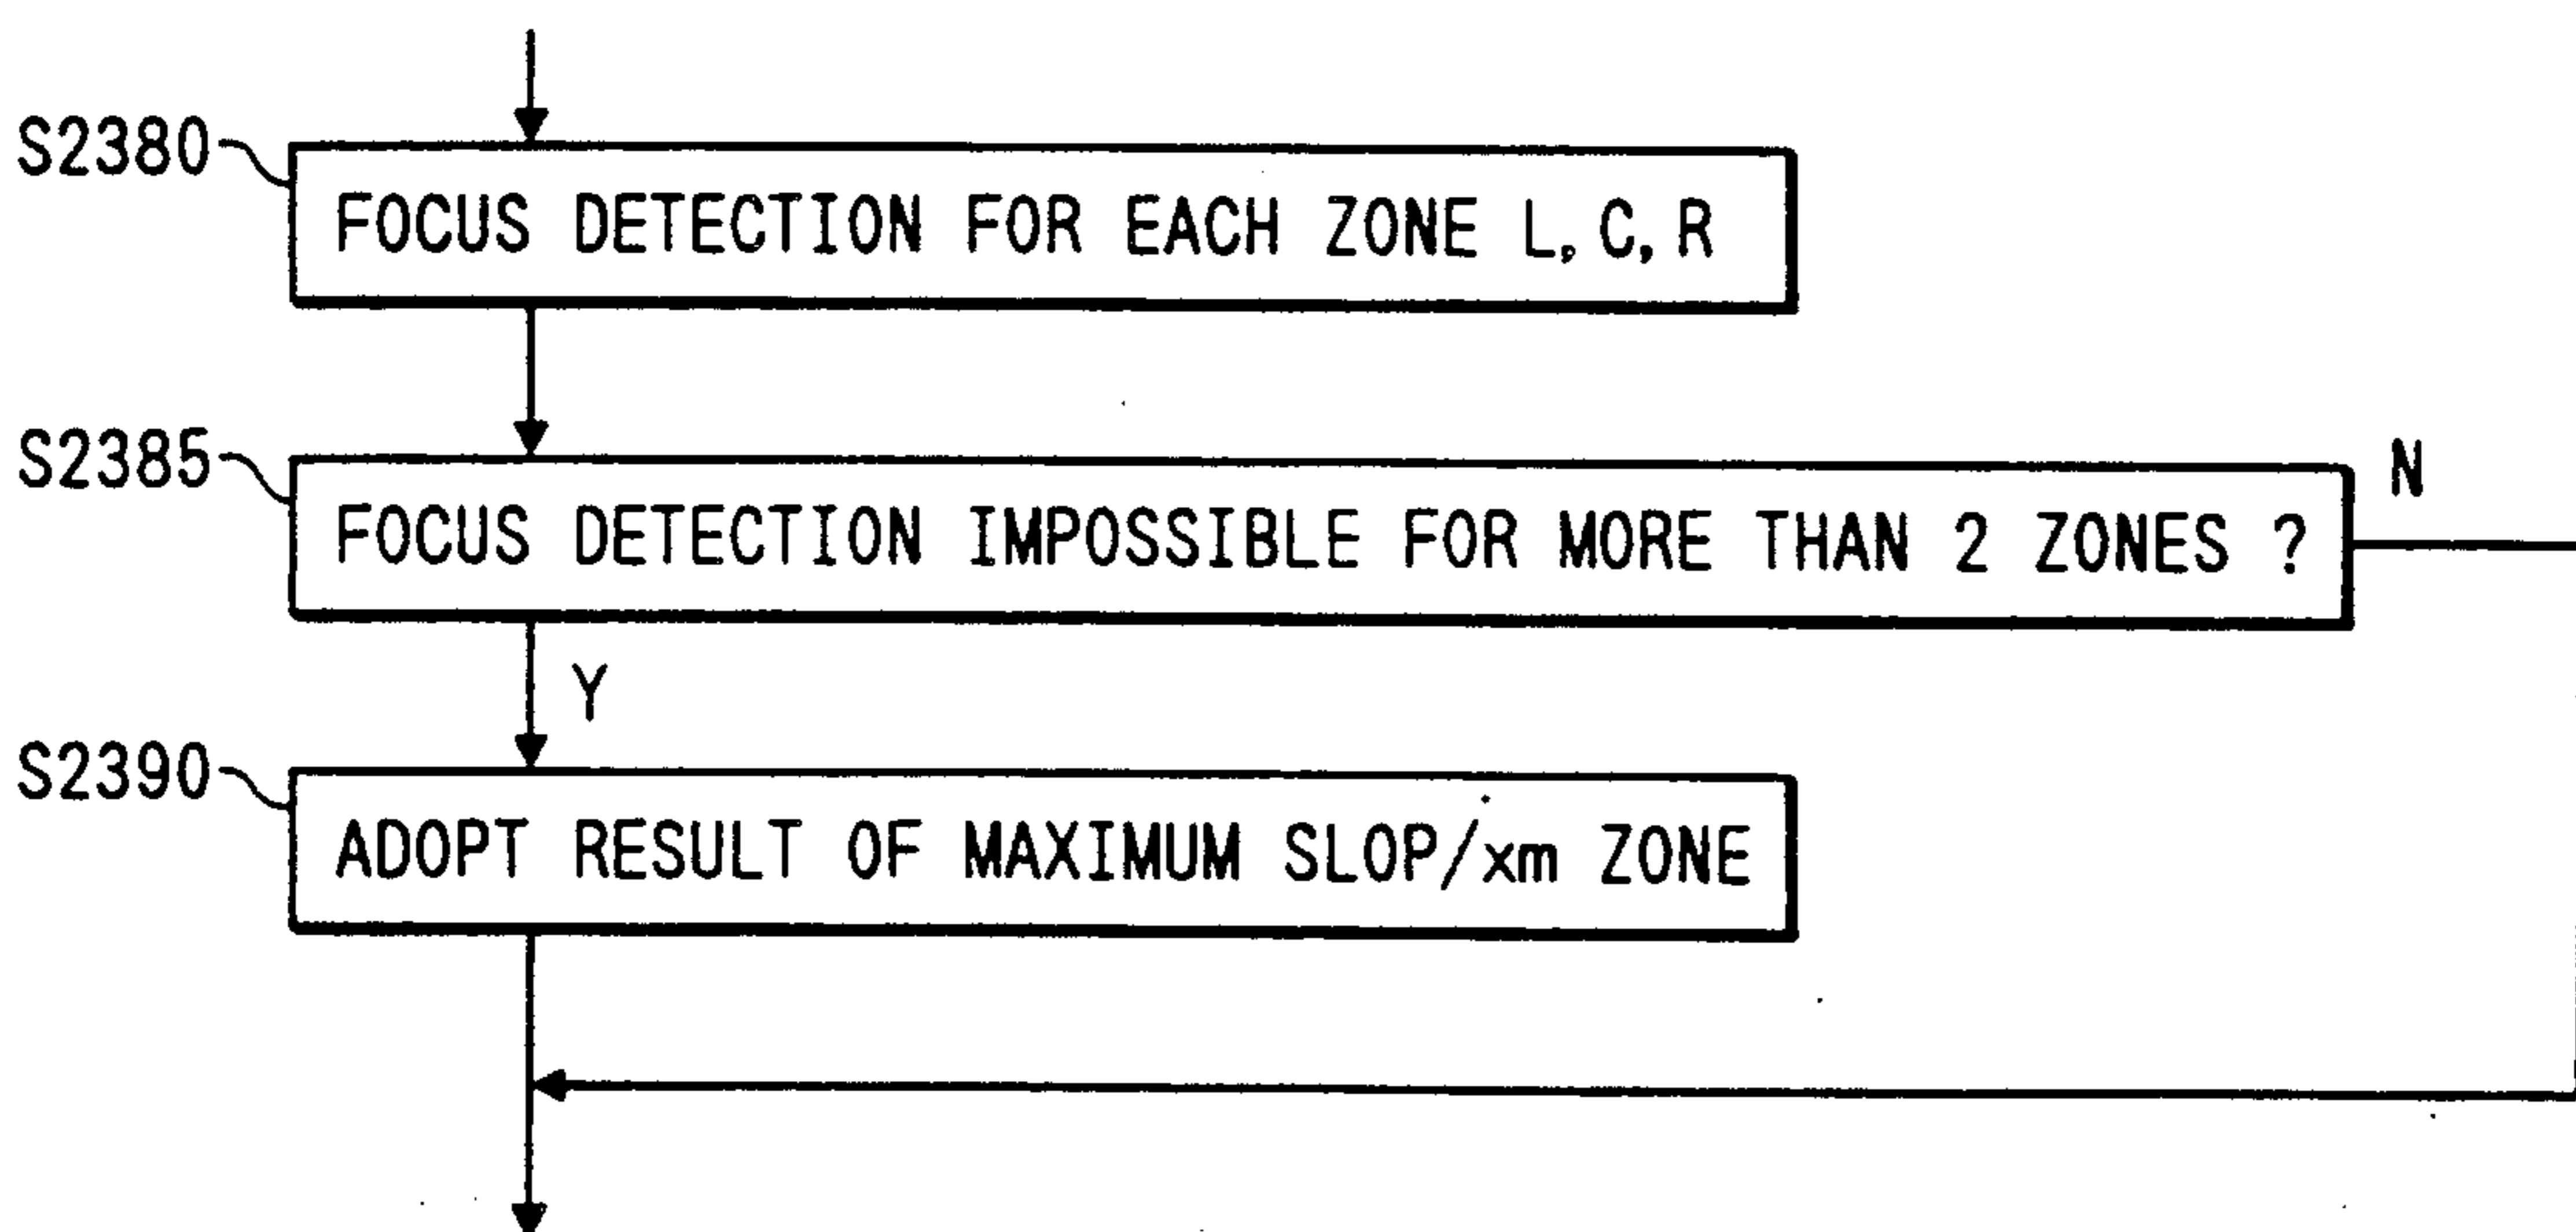 S2380
FOCUS DETECTION FOR EACH ZONE L, C, R
S2385
FOCUS DETECTION IMPOSSIBLE FOR MORE THAN 2 ZONES ?
N
Y
S2390
ADOPT RESULT OF MAXIMUM SLOP/xm ZONE